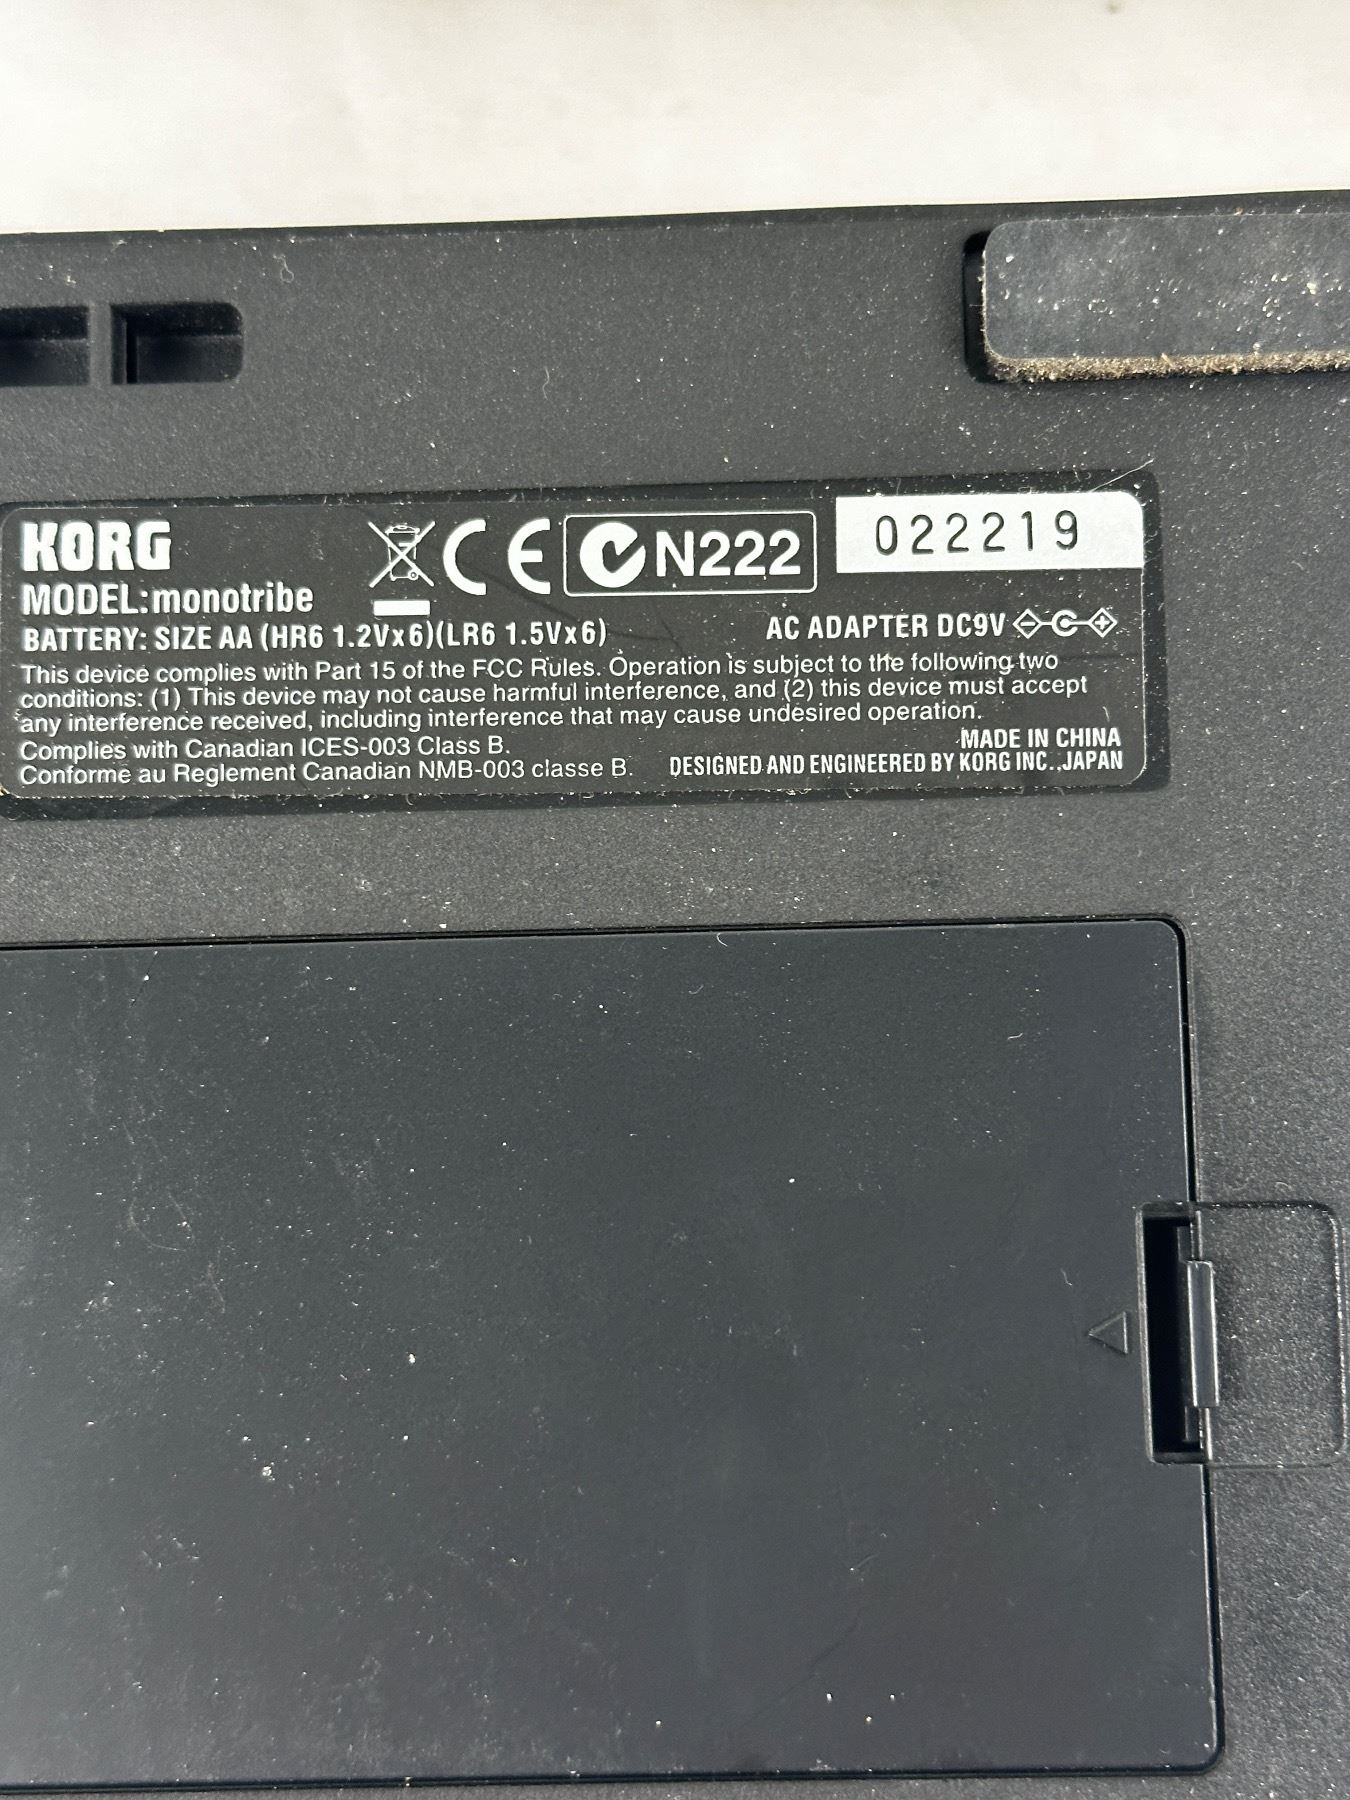 KORG
N222
022219
MODEL:monotribe
BATTERY: SIZE AA (HR6 1.2Vx6)(LR6 1.5Vx6)
AC ADAPTER DC9V
This device complies with Part 15 of the FCC Rules. Operation is subject to the following two
conditions: (1) This device may not cause harmful interference, and (2) this device must accept
any interference received, including interference that may cause undesired operation.
Complies with Canadian ICES-003 Class B.
Conforme au Reglement Canadian NMB-003 classe B.
MADE IN CHINA
DESIGNED AND ENGINEERED BY KORG INC.,JAPAN